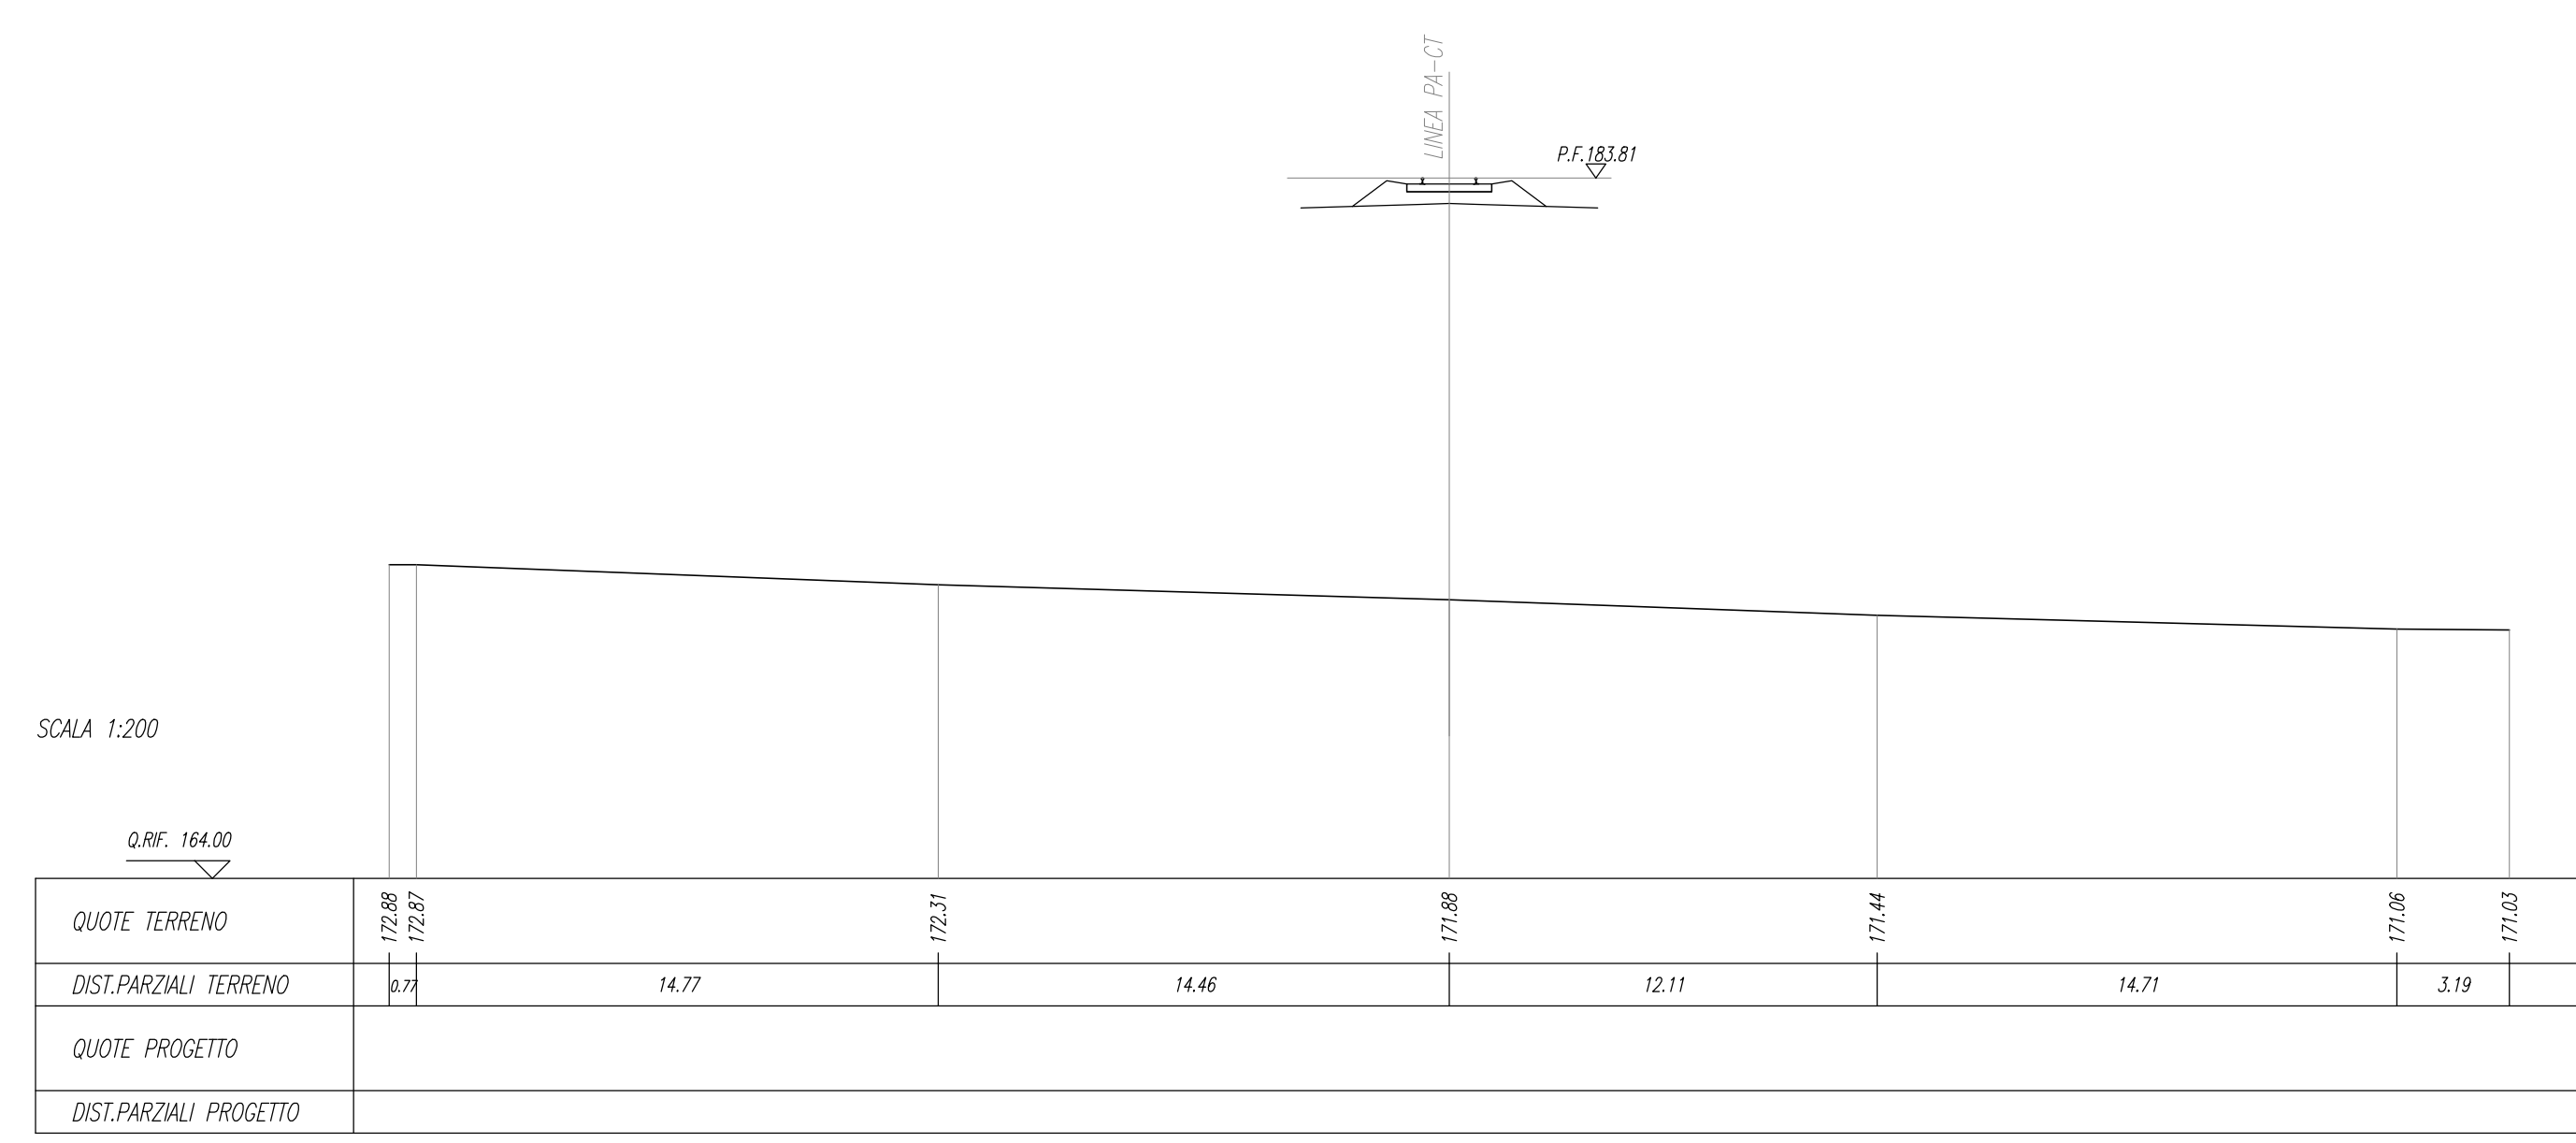 LINEA PA-CT
P.F.183.81
SCALA 1:200
Q.RIF. 164.00
QUOTE TERRENO
172.88
172.87
172.31
171.88
171.44
171.06
171.03
DIST.PARZIALI TERRENO
0.77
14.77
14.46
12.11
14.71
3.19
QUOTE PROGETTO
DIST.PARZIALI PROGETTO